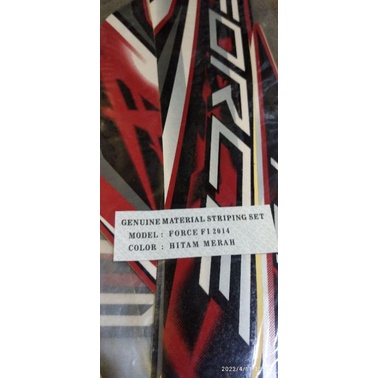 FORCE
GENUINE MATERIAL STRIPING SET
MODEL : FORCE F1 2014
COLOR : HITAM MERAH